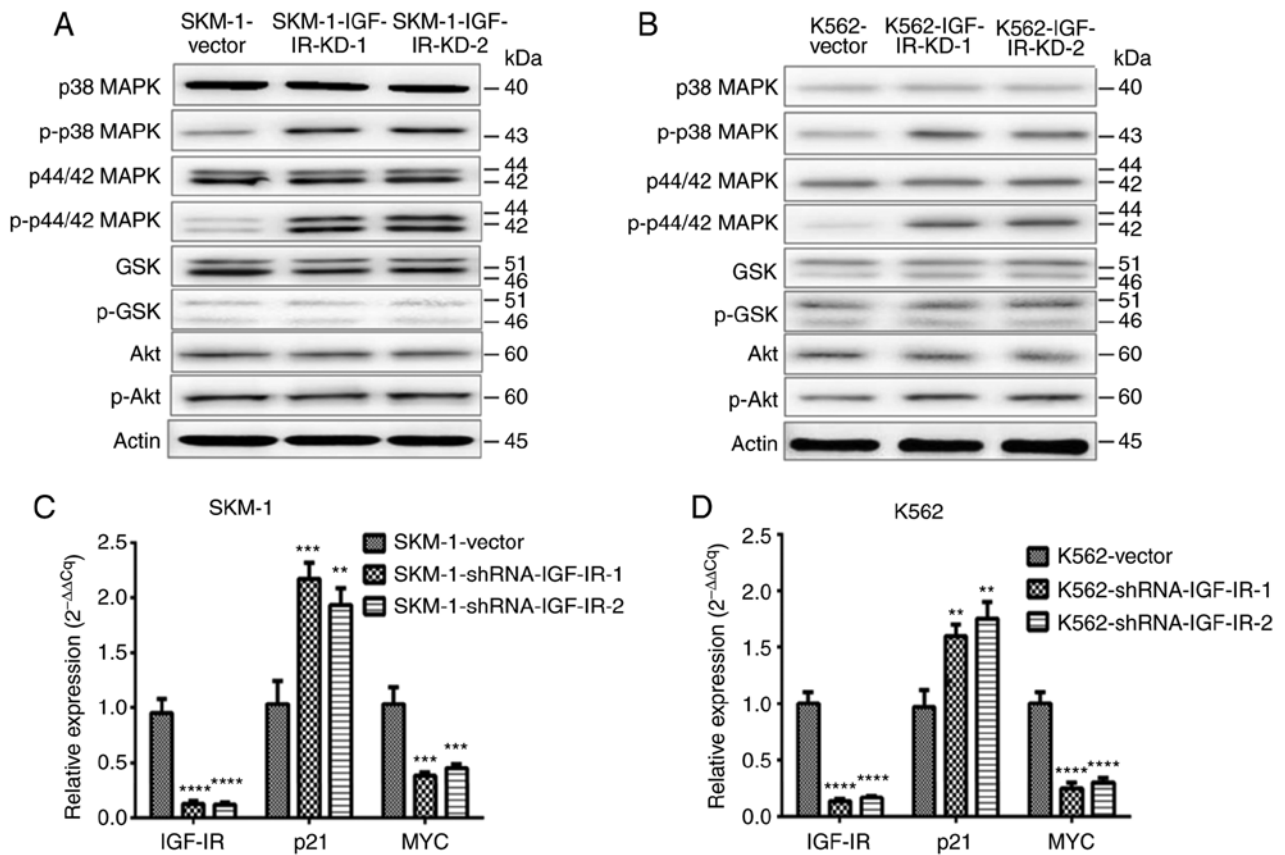 A
SKM-1-
vector
SKM-1-IGF-
IR-KD-1
SKM-1-IGF-
IR-KD-2
kDa
p38 MAPK
40
p-p38 MAPK
43
p44/42 MAPK
44
42
p-p44/42 MAPK
44
42
GSK
51
46
p-GSK
51
46
Akt
60
p-Akt
60
Actin
45
B
K562-
vector
K562-IGF-
IR-KD-1
K562-IGF-
IR-KD-2
kDa
p38 MAPK
40
p-p38 MAPK
43
p44/42 MAPK
44
42
p-p44/42 MAPK
44
42
GSK
51
46
p-GSK
51
46
Akt
60
p-Akt
60
Actin
45
C
SKM-1
Relative expression (2−ΔΔCq)
2.5
2.0
1.5
1.0
0.5
0.0
**** ****
*** **
*** ***
IGF-IR p21 MYC
SKM-1-vector
SKM-1-shRNA-IGF-IR-1
SKM-1-shRNA-IGF-IR-2
D
K562
Relative expression (2−ΔΔCq)
2.5
2.0
1.5
1.0
0.5
0.0
**** ****
** **
**** ****
IGF-IR p21 MYC
K562-vector
K562-shRNA-IGF-IR-1
K562-shRNA-IGF-IR-2